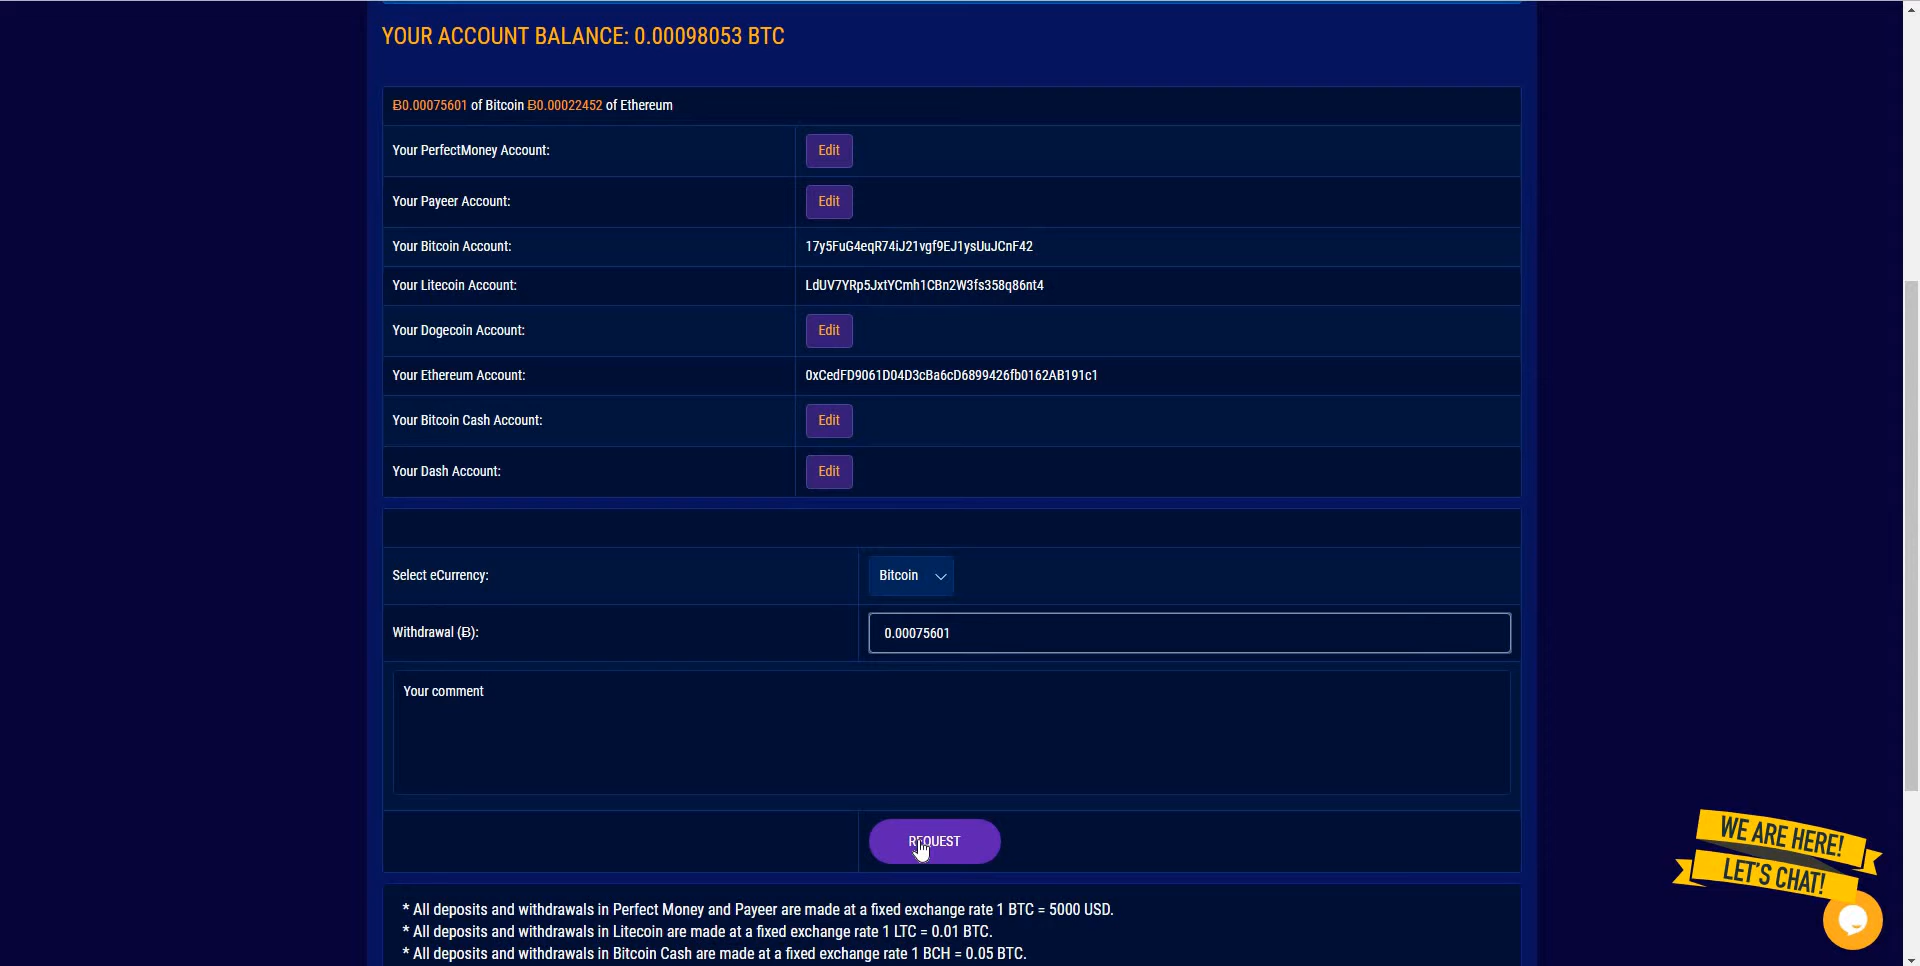 YOUR ACCOUNT BALANCE: 0.00098053 BTC
Ƀ0.00075601 of Bitcoin Ƀ0.00022452 of Ethereum
Your PerfectMoney Account: Edit
Your Payeer Account: Edit
Your Bitcoin Account: 17y5FuG4eqR74iJ21vgf9EJ1ysUuJCnF42
Your Litecoin Account: LdUV7YRp5JxtYCmh1CBn2W3fs358q86nt4
Your Dogecoin Account: Edit
Your Ethereum Account: 0xCedFD9061D04D3cBa6cD6899426fb0162AB191c1
Your Bitcoin Cash Account: Edit
Your Dash Account: Edit
Select eCurrency: Bitcoin
Withdrawal (Ƀ): 0.00075601
Your comment
REQUEST
WE ARE HERE!
LET'S CHAT!
* All deposits and withdrawals in Perfect Money and Payeer are made at a fixed exchange rate 1 BTC = 5000 USD.
* All deposits and withdrawals in Litecoin are made at a fixed exchange rate 1 LTC = 0.01 BTC.
* All deposits and withdrawals in Bitcoin Cash are made at a fixed exchange rate 1 BCH = 0.05 BTC.